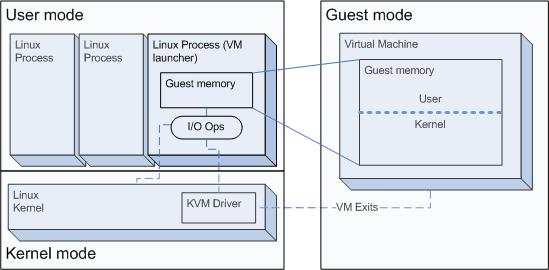 User mode
Linux
Process
Linux
Process
Linux Process (VM
launcher)
Guest memory
I/O Ops
Linux
Kernel
KVM Driver
Kernel mode
Guest mode
Virtual Machine
Guest memory
User
Kernel
VM Exits